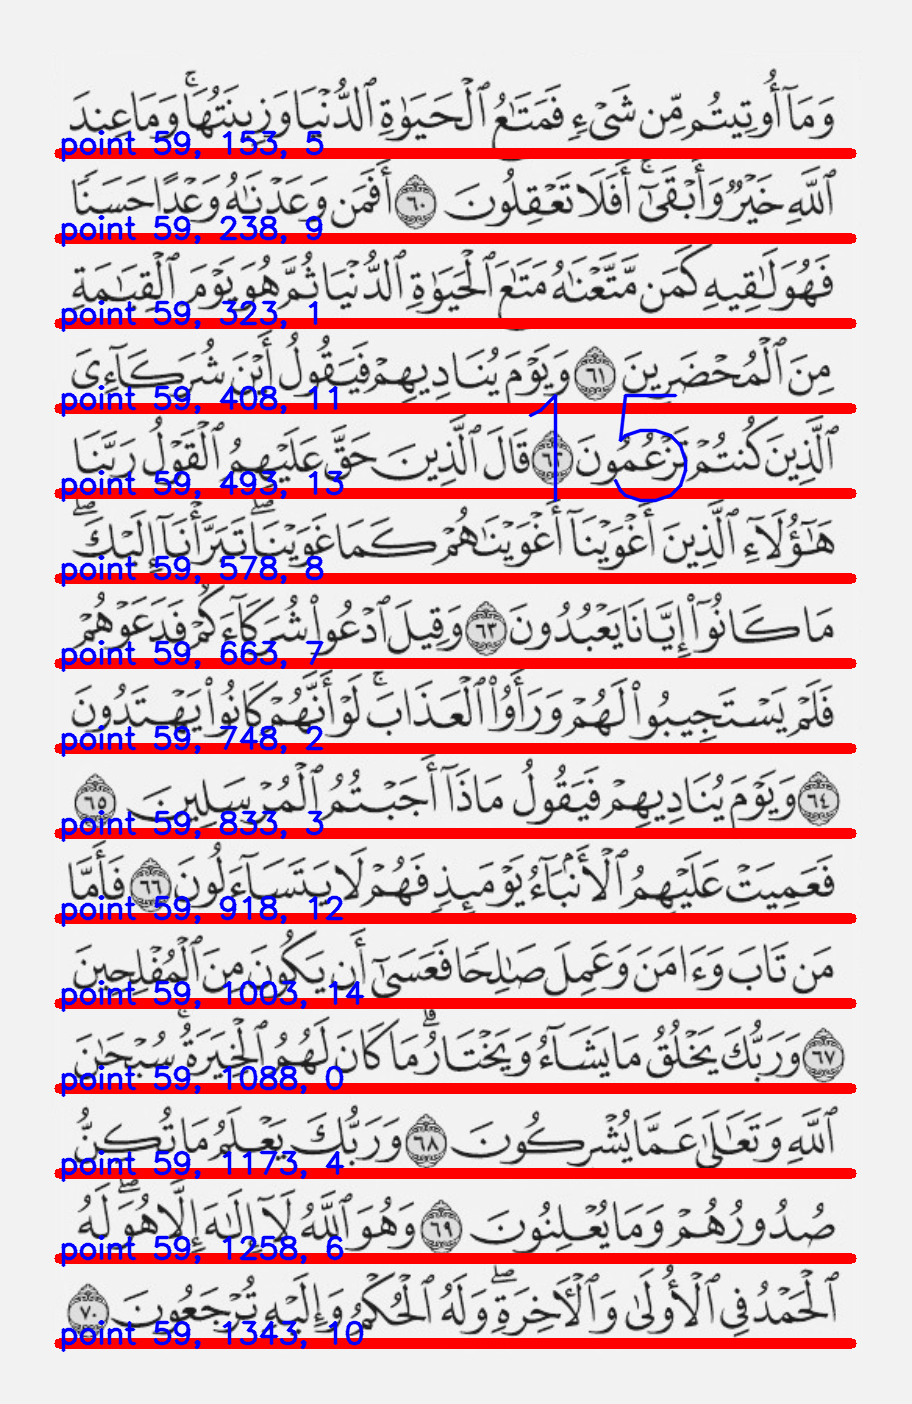 وَمَآ أُوتِيتُم مِّن شَىْءٍ فَمَتَٰعُ ٱلْحَيَوٰةِ ٱلدُّنْيَا وَزِينَتُهَا ۚ وَمَا عِندَ
point 59, 153, 5
ٱللَّهِ خَيْرٌ وَأَبْقَىٰٓ ۚ أَفَلَا تَعْقِلُونَ ٦٠ أَفَمَن وَعَدْنَٰهُ وَعْدًا حَسَنًا
point 59, 238, 9
فَهُوَ لَٰقِيهِ كَمَن مَّتَّعْنَٰهُ مَتَٰعَ ٱلْحَيَوٰةِ ٱلدُّنْيَا ثُمَّ هُوَ يَوْمَ ٱلْقِيَٰمَةِ
point 59, 323, 1
مِنَ ٱلْمُحْضَرِينَ ٦١ وَيَوْمَ يُنَادِيهِمْ فَيَقُولُ أَيْنَ شُرَكَآءِىَ
point 59, 408, 11
15
ٱلَّذِينَ كُنتُمْ تَزْعُمُونَ ٦٢ قَالَ ٱلَّذِينَ حَقَّ عَلَيْهِمُ ٱلْقَوْلُ رَبَّنَا
point 59, 493, 13
هَٰٓؤُلَآءِ ٱلَّذِينَ أَغْوَيْنَآ أَغْوَيْنَٰهُمْ كَمَا غَوَيْنَا ۖ تَبَرَّأْنَآ إِلَيْكَ ۖ
point 59, 578, 8
مَا كَانُوٓا۟ إِيَّانَا يَعْبُدُونَ ٦٣ وَقِيلَ ٱدْعُوا۟ شُرَكَآءَكُمْ فَدَعَوْهُمْ
point 59, 663, 7
فَلَمْ يَسْتَجِيبُوا۟ لَهُمْ وَرَأَوُا۟ ٱلْعَذَابَ ۚ لَوْ أَنَّهُمْ كَانُوا۟ يَهْتَدُونَ
point 59, 748, 2
٦٤ وَيَوْمَ يُنَادِيهِمْ فَيَقُولُ مَاذَآ أَجَبْتُمُ ٱلْمُرْسَلِينَ ٦٥
point 59, 833, 3
فَعَمِيَتْ عَلَيْهِمُ ٱلْأَنۢبَآءُ يَوْمَئِذٍ فَهُمْ لَا يَتَسَآءَلُونَ ٦٦ فَأَمَّا
point 59, 918, 12
مَن تَابَ وَءَامَنَ وَعَمِلَ صَٰلِحًا فَعَسَىٰٓ أَن يَكُونَ مِنَ ٱلْمُفْلِحِينَ
point 59, 1003, 14
٦٧ وَرَبُّكَ يَخْلُقُ مَا يَشَآءُ وَيَخْتَارُ ۗ مَا كَانَ لَهُمُ ٱلْخِيَرَةُ ۚ سُبْحَٰنَ
point 59, 1088, 0
ٱللَّهِ وَتَعَٰلَىٰ عَمَّا يُشْرِكُونَ ٦٨ وَرَبُّكَ يَعْلَمُ مَا تُكِنُّ
point 59, 1173, 4
صُدُورُهُمْ وَمَا يُعْلِنُونَ ٦٩ وَهُوَ ٱللَّهُ لَآ إِلَٰهَ إِلَّا هُوَ ۖ لَهُ
point 59, 1258, 6
ٱلْحَمْدُ فِى ٱلْأُولَىٰ وَٱلْـَٔاخِرَةِ ۖ وَلَهُ ٱلْحُكْمُ وَإِلَيْهِ تُرْجَعُونَ ٧٠
point 59, 1343, 10